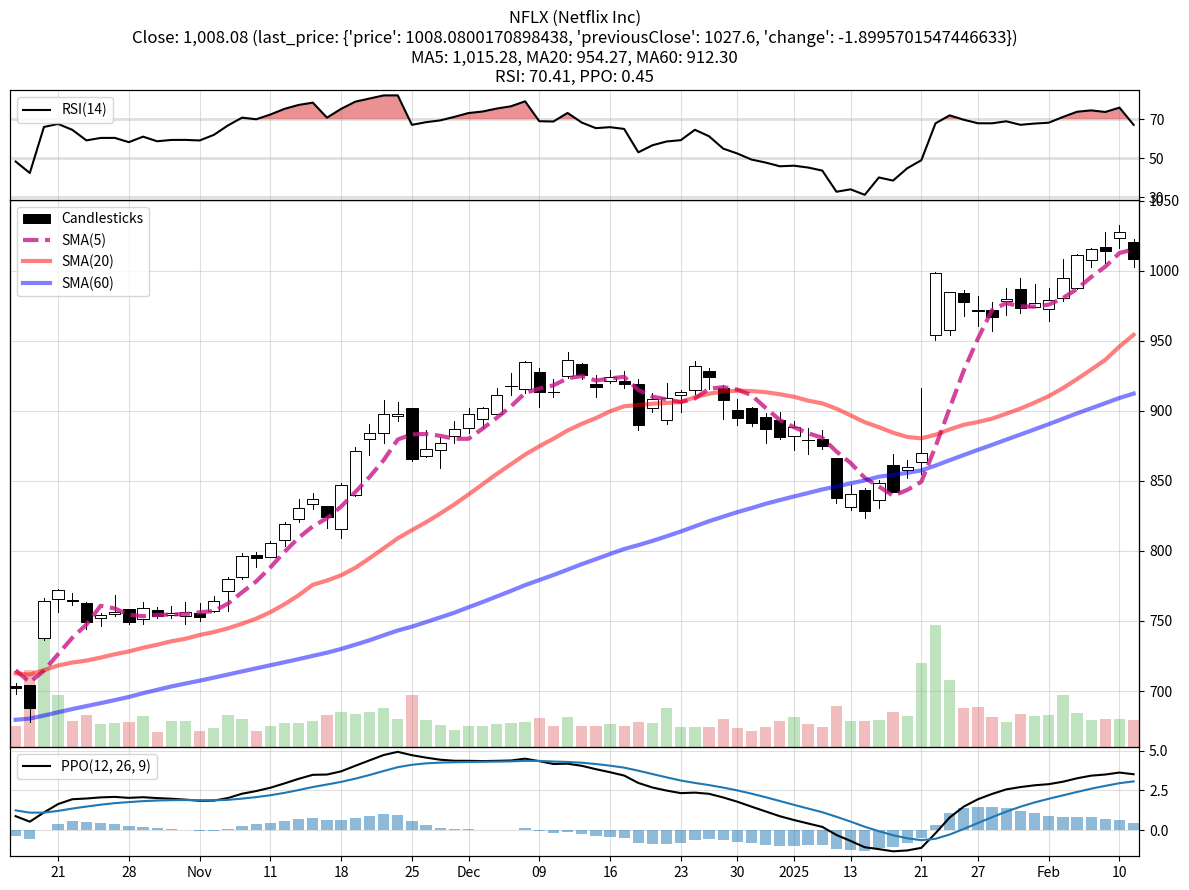 NFLX (Netflix Inc)
Close: 1,008.08 (last_price: {'price': 1008.0800170898438, 'previousClose': 1027.6, 'change': -1.8995701547446633})
MA5: 1,015.28, MA20: 954.27, MA60: 912.30
RSI: 70.41, PPO: 0.45
RSI(14)
70
50
30
1050
Candlesticks
SMA(5)
SMA(20)
SMA(60)
1000
950
900
850
800
750
700
PPO(12, 26, 9)
5.0
2.5
0.0
21 28 Nov 11 18 25 Dec 09 16 23 30 2025 13 21 27 Feb 10